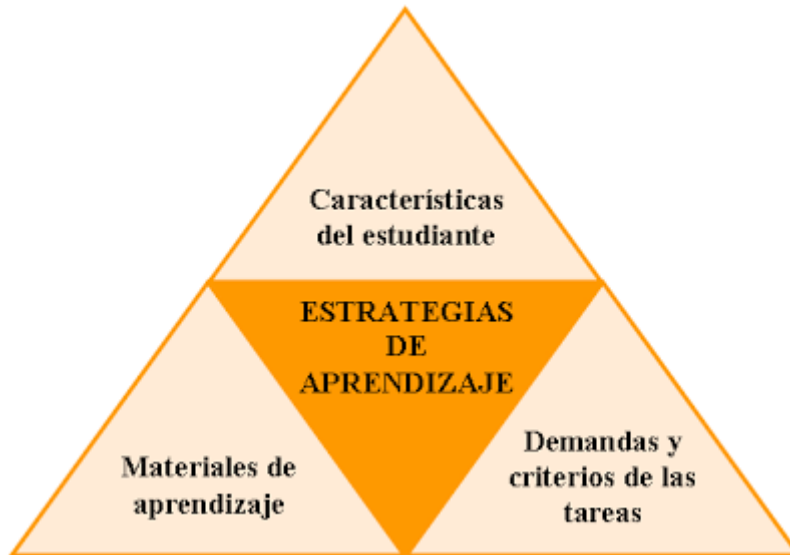 Características
del estudiante
ESTRATEGIAS
DE
APRENDIZAJE
Materiales de
aprendizaje
Demandas y
criterios de las
tareas